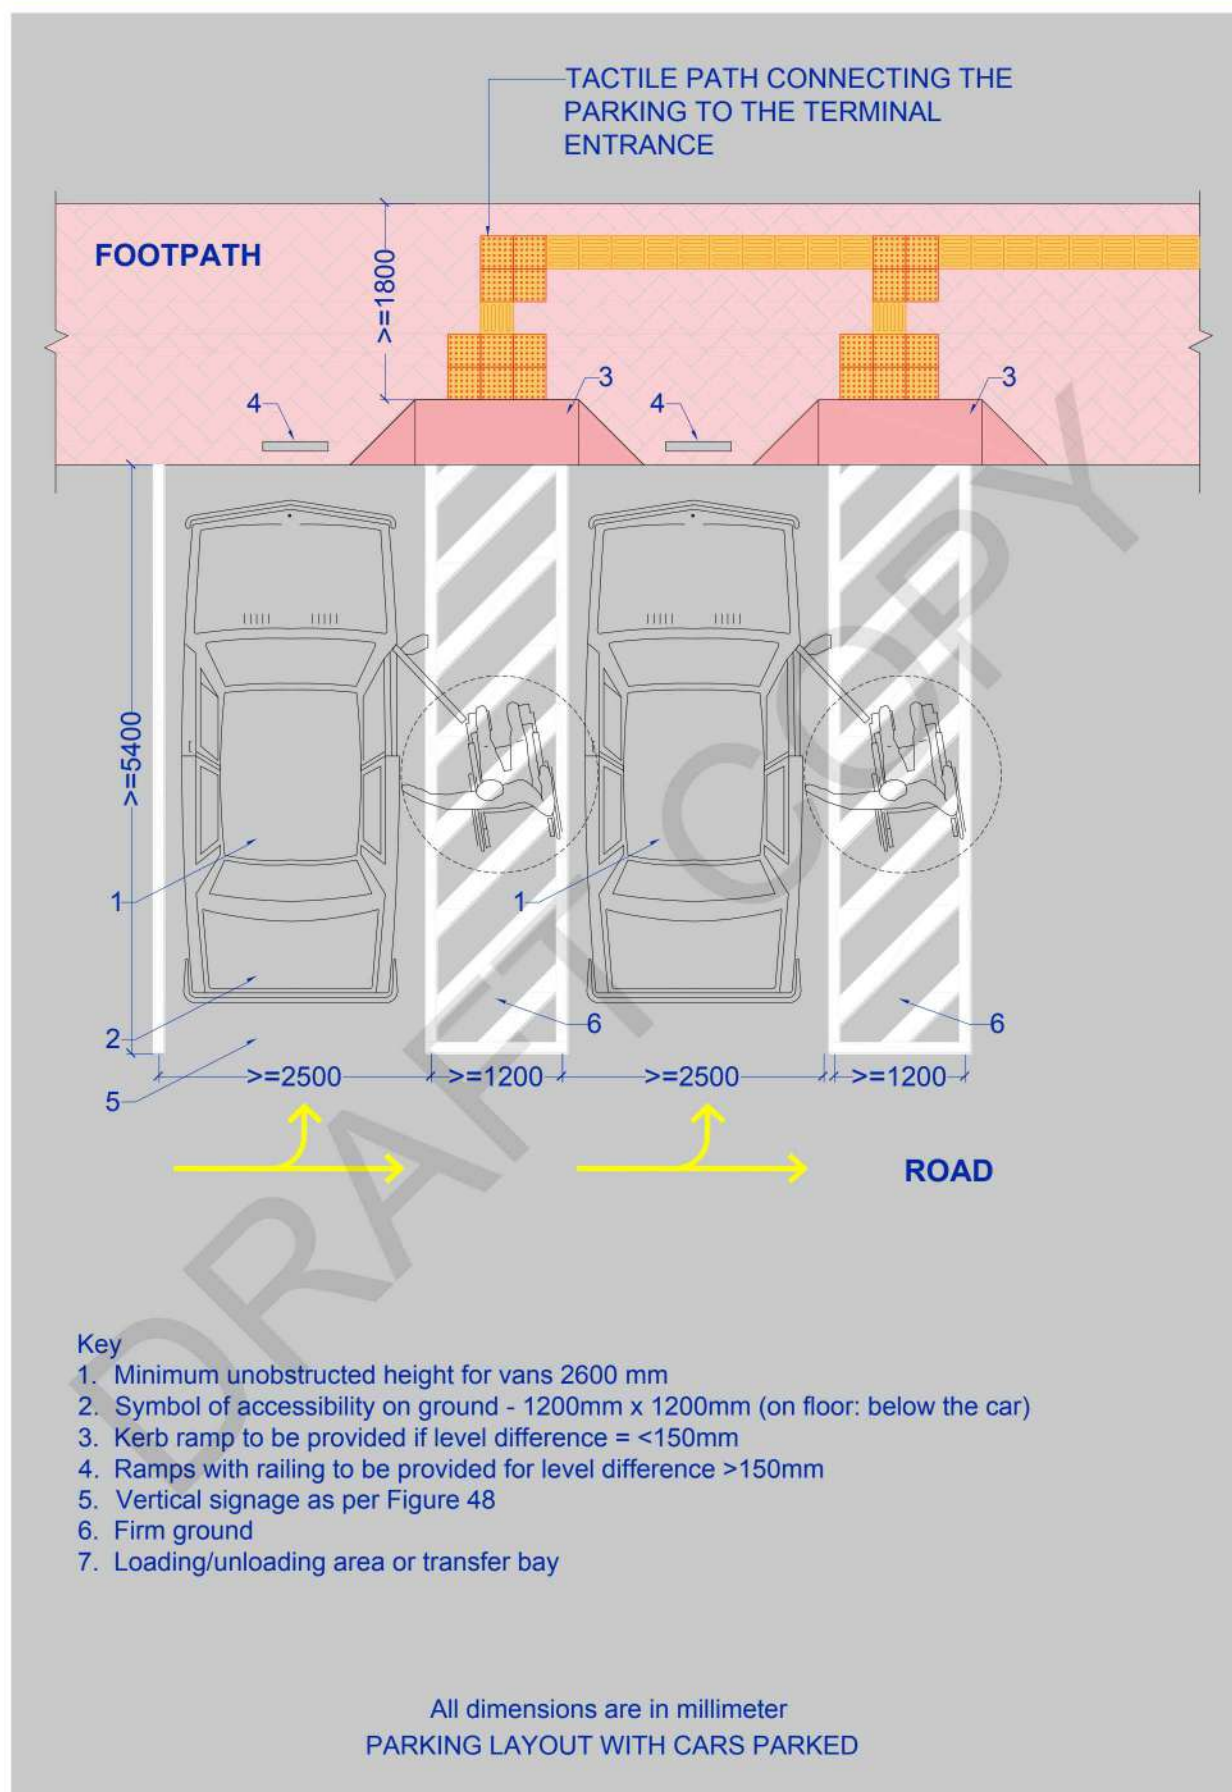 TACTILE PATH CONNECTING THE
PARKING TO THE TERMINAL
ENTRANCE
FOOTPATH
>=1800
3
3
4
4
>=5400
1
1
2
6
6
5
>=2500
>=1200
>=2500
>=1200
ROAD
DRAFT COPY
Key
1. Minimum unobstructed height for vans 2600 mm
2. Symbol of accessibility on ground - 1200mm x 1200mm (on floor: below the car)
3. Kerb ramp to be provided if level difference = <150mm
4. Ramps with railing to be provided for level difference >150mm
5. Vertical signage as per Figure 48
6. Firm ground
7. Loading/unloading area or transfer bay
All dimensions are in millimeter
PARKING LAYOUT WITH CARS PARKED